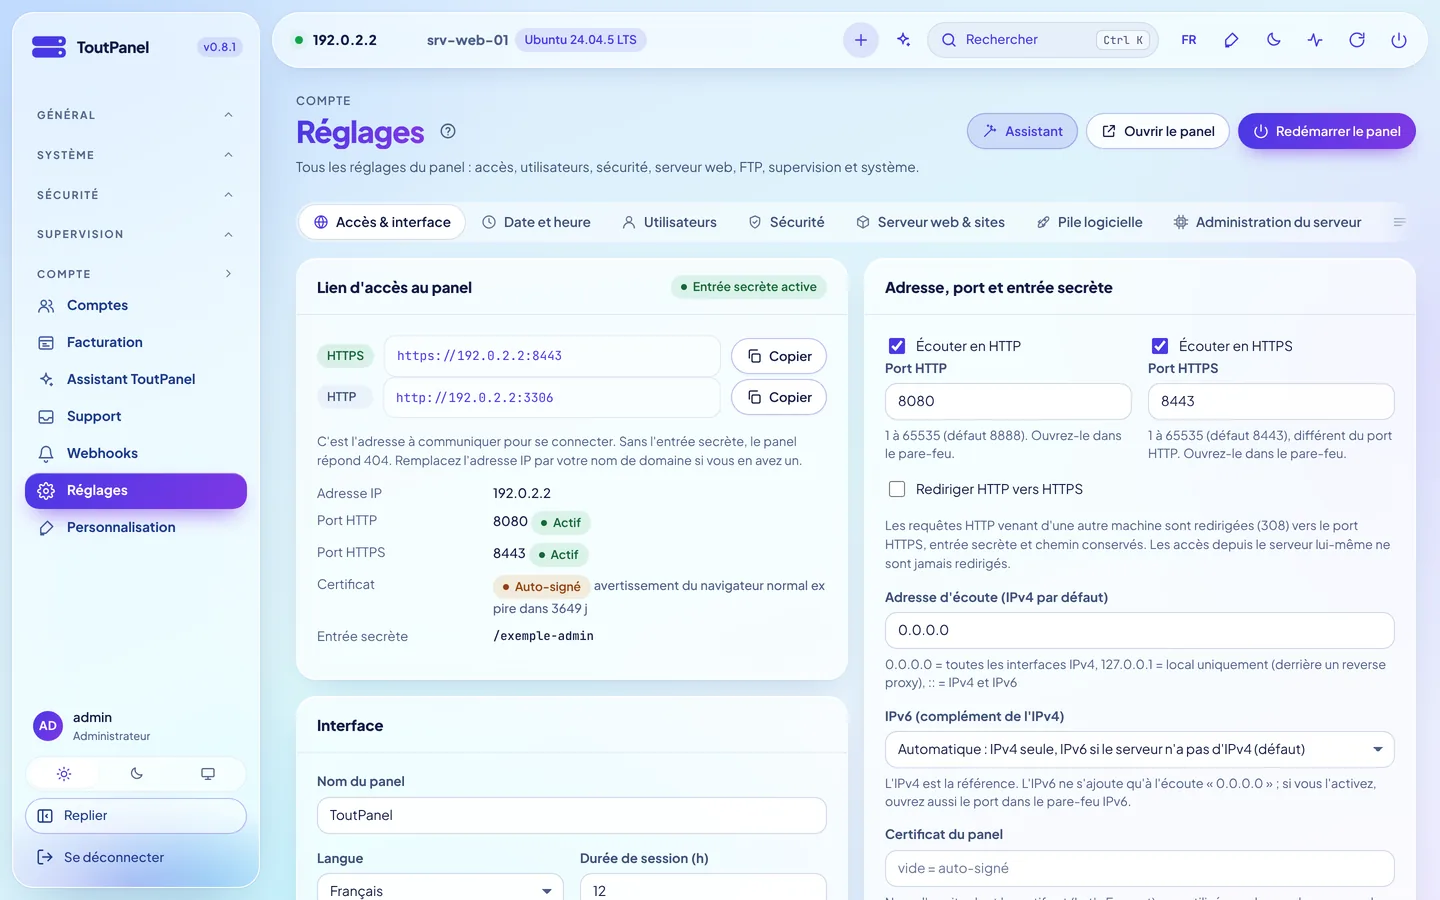 ToutPanel
v0.8.1
GÉNÉRAL
SYSTÈME
SÉCURITÉ
SUPERVISION
COMPTE
Comptes
Facturation
Assistant ToutPanel
Support
Webhooks
Réglages
Personnalisation
AD
admin
Administrateur
Replier
Se déconnecter
192.0.2.2
srv-web-01
Ubuntu 24.04.5 LTS
Rechercher
Ctrl K
FR
COMPTE
Réglages
Tous les réglages du panel : accès, utilisateurs, sécurité, serveur web, FTP, supervision et système.
Assistant
Ouvrir le panel
Redémarrer le panel
Accès & interface
Date et heure
Utilisateurs
Sécurité
Serveur web & sites
Pile logicielle
Administration du serveur
Lien d'accès au panel
Entrée secrète active
HTTPS
https://192.0.2.2:8443
Copier
HTTP
http://192.0.2.2:3306
Copier
C'est l'adresse à communiquer pour se connecter. Sans l'entrée secrète, le panel
répond 404. Remplacez l'adresse IP par votre nom de domaine si vous en avez un.
Adresse IP
192.0.2.2
Port HTTP
8080
Actif
Port HTTPS
8443
Actif
Certificat
Auto-signé
avertissement du navigateur normal ex
pire dans 3649 j
Entrée secrète
/exemple-admin
Interface
Nom du panel
ToutPanel
Langue
Français
Durée de session (h)
12
Adresse, port et entrée secrète
Écouter en HTTP
Port HTTP
8080
1 à 65535 (défaut 8888). Ouvrez-le dans
le pare-feu.
Écouter en HTTPS
Port HTTPS
8443
1 à 65535 (défaut 8443), différent du port
HTTP. Ouvrez-le dans le pare-feu.
Rediriger HTTP vers HTTPS
Les requêtes HTTP venant d'une autre machine sont redirigées (308) vers le port
HTTPS, entrée secrète et chemin conservés. Les accès depuis le serveur lui-même ne
sont jamais redirigés.
Adresse d'écoute (IPv4 par défaut)
0.0.0.0
0.0.0.0 = toutes les interfaces IPv4, 127.0.0.1 = local uniquement (derrière un reverse
proxy), :: = IPv4 et IPv6
IPv6 (complément de l'IPv4)
Automatique : IPv4 seule, IPv6 si le serveur n'a pas d'IPv4 (défaut)
L'IPv4 est la référence. L'IPv6 ne s'ajoute qu'à l'écoute « 0.0.0.0 » ; si vous l'activez,
ouvrez aussi le port dans le pare-feu IPv6.
Certificat du panel
vide = auto-signé